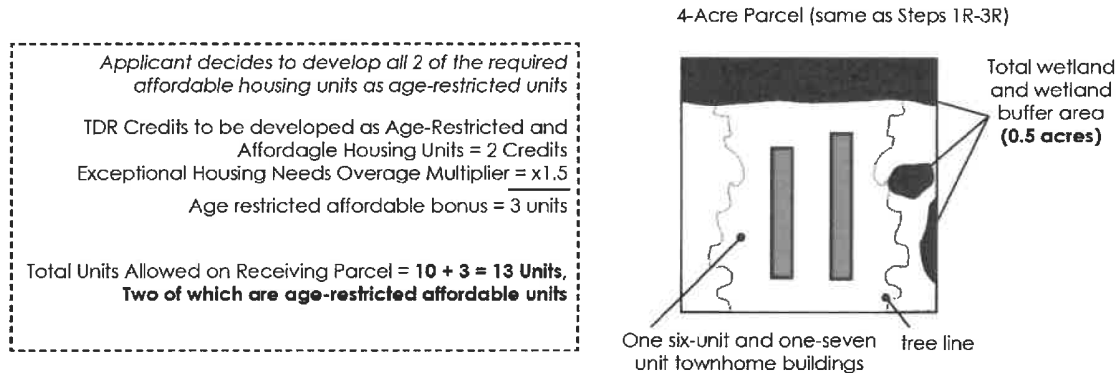 4-Acre Parcel (same as Steps 1R-3R)
Applicant decides to develop all 2 of the required
affordable housing units as age-restricted units
TDR Credits to be developed as Age-Restricted and
Affordagle Housing Units = 2 Credits
Exceptional Housing Needs Overage Multiplier = x1.5
Age restricted affordable bonus = 3 units
Total Units Allowed on Receiving Parcel = 10 + 3 = 13 Units,
Two of which are age-restricted affordable units
Total wetland
and wetland
buffer area
(0.5 acres)
One six-unit and one-seven
unit townhome buildings
tree line